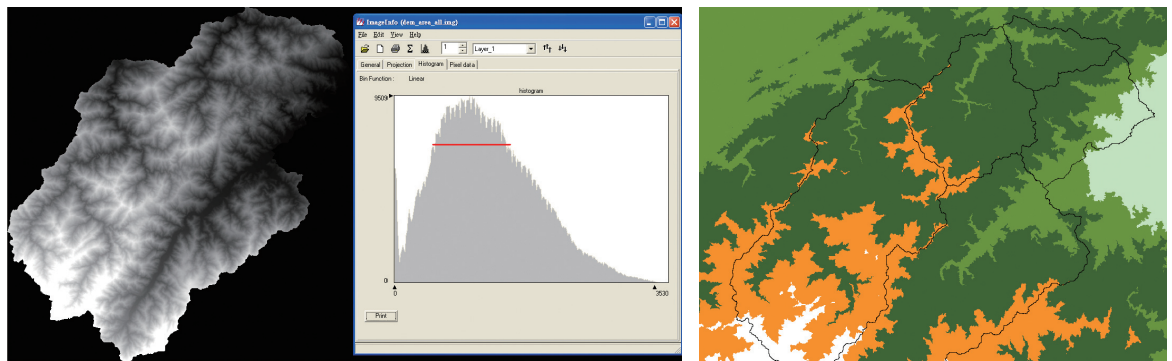 ImageInfo (dem_area_all.img)
File Edit View Help
1 Layer_1
General Projection Histogram Pixel data
Bin Function : Linear
histogram
9509
0
0 3530
Print